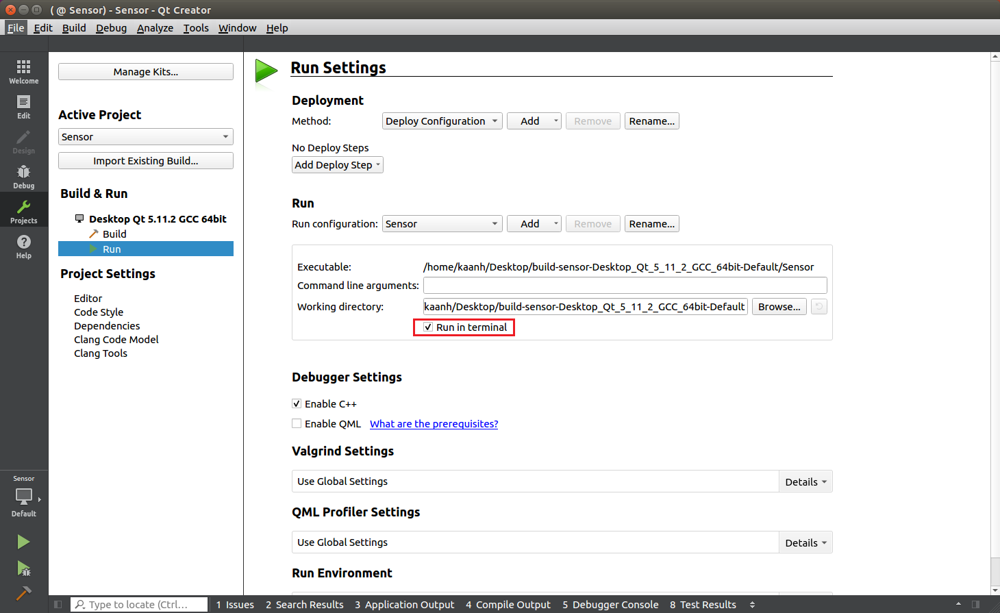 ( @ Sensor) - Sensor - Qt Creator
File Edit Build Debug Analyze Tools Window Help
Welcome
Edit
Design
Debug
Projects
Help
Sensor
Default
Manage Kits...
Active Project
Sensor
Import Existing Build...
Build & Run
Desktop Qt 5.11.2 GCC 64bit
Build
Run
Project Settings
Editor
Code Style
Dependencies
Clang Code Model
Clang Tools
Run Settings
Deployment
Method: Deploy Configuration Add Remove Rename...
No Deploy Steps
Add Deploy Step
Run
Run configuration: Sensor Add Remove Rename...
Executable: /home/kaanh/Desktop/build-sensor-Desktop_Qt_5_11_2_GCC_64bit-Default/Sensor
Command line arguments:
Working directory: kaanh/Desktop/build-sensor-Desktop_Qt_5_11_2_GCC_64bit-Default Browse...
Run in terminal
Debugger Settings
Enable C++
Enable QML What are the prerequisites?
Valgrind Settings
Use Global Settings Details
QML Profiler Settings
Use Global Settings Details
Run Environment
Type to locate (Ctrl... 1 Issues 2 Search Results 3 Application Output 4 Compile Output 5 Debugger Console 8 Test Results